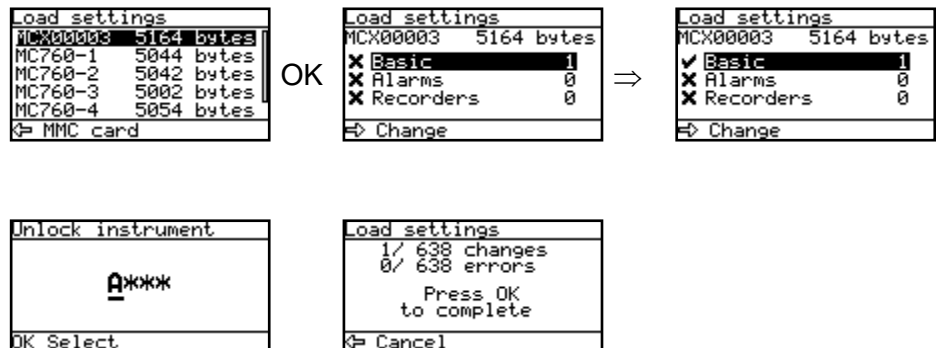 Load settings
MCX00003 5164 bytes
MC760-1 5044 bytes
MC760-2 5042 bytes
MC760-3 5002 bytes
MC760-4 5054 bytes
⇦ MMC card
OK
Load settings
MCX00003 5164 bytes
✘ Basic 1
✘ Alarms 0
✘ Recorders 0
⇨ Change
⇒
Load settings
MCX00003 5164 bytes
✔ Basic 1
✘ Alarms 0
✘ Recorders 0
⇨ Change
Unlock instrument
A***
OK Select
Load settings
1/ 638 changes
0/ 638 errors
Press OK
to complete
⇦ Cancel